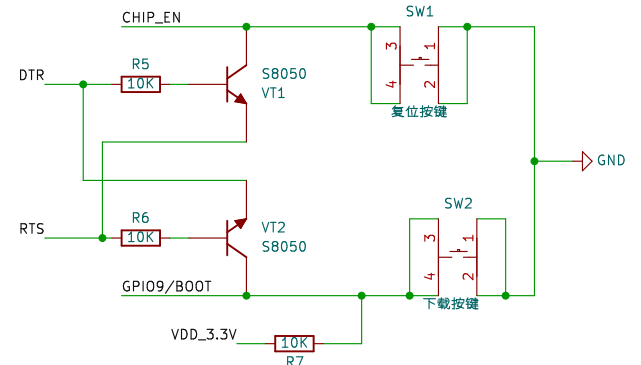 CHIP_EN
SW1
3
1
4
2
复位按键
DTR
R5
10K
S8050
VT1
GND
RTS
R6
10K
VT2
S8050
SW2
3
1
4
2
下载按键
GPIO9/BOOT
VDD_3.3V
10K
R7